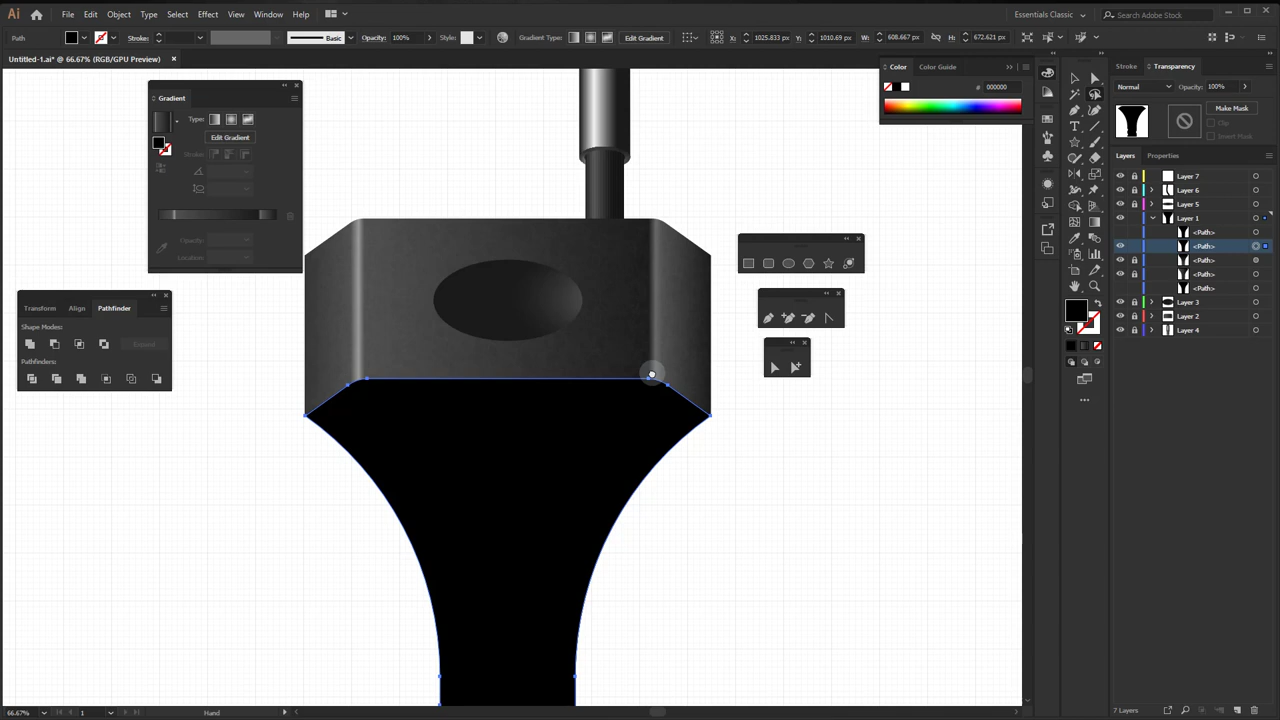 Ai File Edit Object Type Select Effect View Window Help Essentials Classic Search Adobe Stock
Path Stroke: Basic Opacity: 100% Style: Gradient Type: Edit Gradient X: 1025.833 px Y: 1010.69 px W: 608.667 px H: 672.621 px
Untitled-1.ai* @ 66.67% (RGB/GPU Preview)
Color Color Guide
# 000000
Stroke Transparency
Normal Opacity: 100%
Make Mask
Clip
Invert Mask
Layers Properties
Layer 7
Layer 6
Layer 5
Layer 1
<Path>
<Path>
<Path>
<Path>
<Path>
Layer 3
Layer 2
Layer 4
Gradient
Type:
Edit Gradient
Stroke:
Opacity:
Location:
Transform Align Pathfinder
Shape Modes:
Expand
Pathfinders:
66.67% 1 Hand
7 Layers